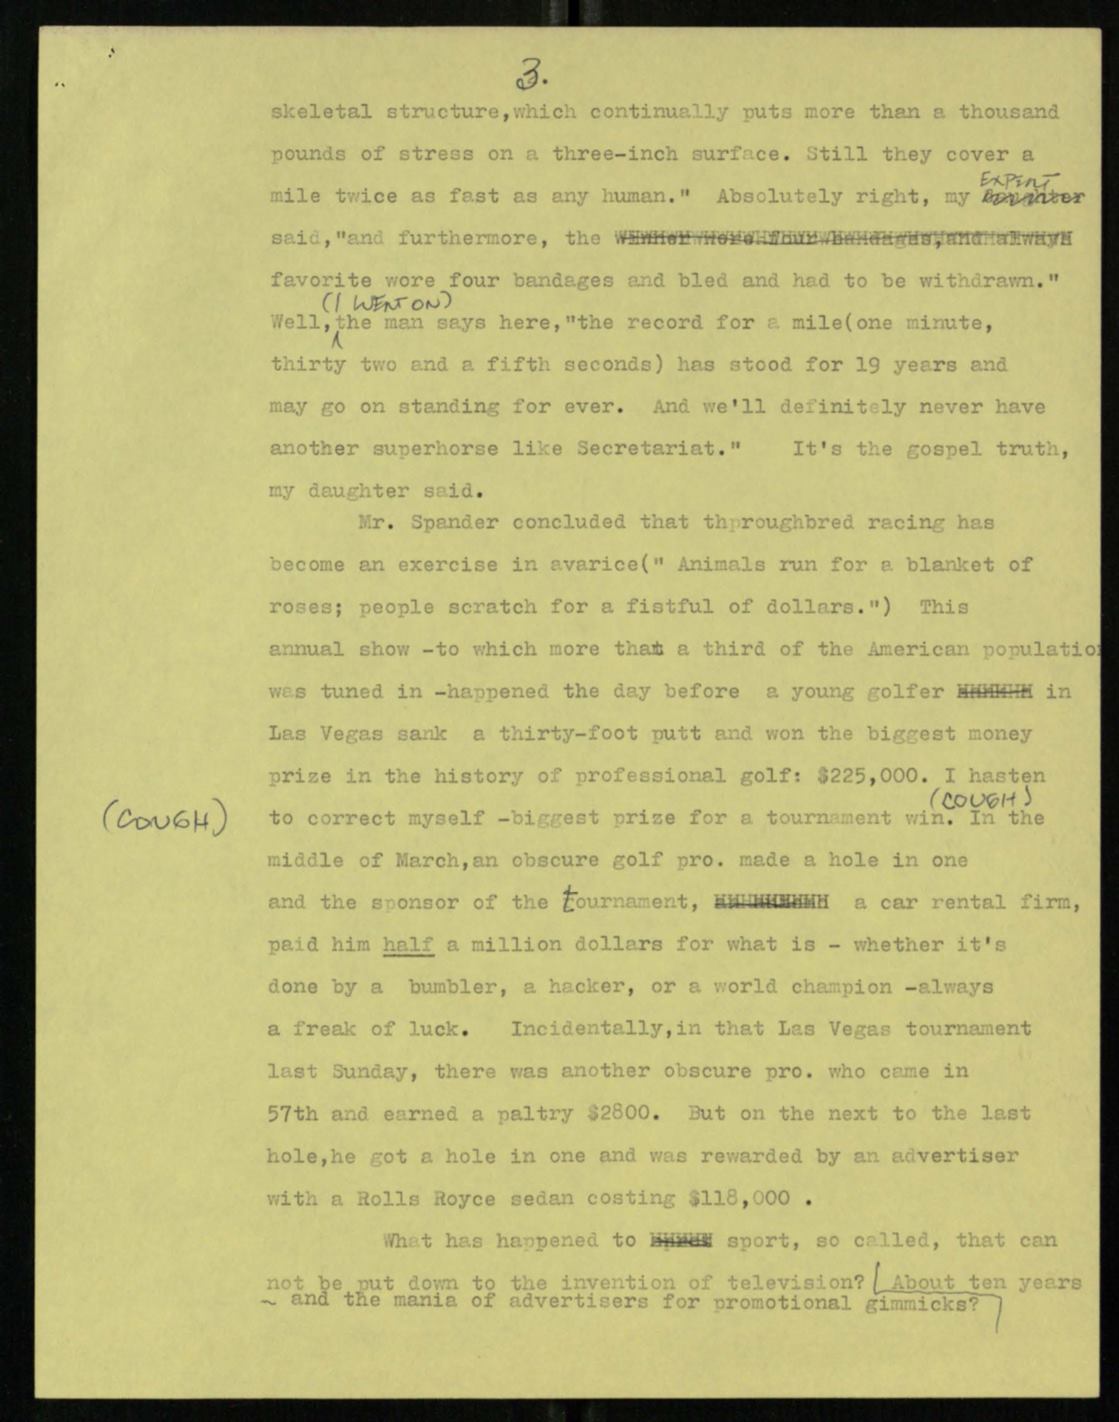 3.
skeletal structure,which continually puts more than a thousand
pounds of stress on a three-inch surface. Still they cover a
EXPERT
mile twice as fast as any human."  Absolutely right, my daughter
said,"and furthermore, the winner wore four bandages,and always
favorite wore four bandages and bled and had to be withdrawn."
(I WENT ON)
Well,the man says here,"the record for a mile(one minute,
thirty two and a fifth seconds) has stood for 19 years and
may go on standing for ever.  And we'll definitely never have
another superhorse like Secretariat."   It's the gospel truth,
my daughter said.
Mr. Spander concluded that thproughbred racing has
become an exercise in avarice(" Animals run for a blanket of
roses; people scratch for a fistful of dollars.")  This
annual show -to which more than a third of the American population
was tuned in -happened the day before  a young golfer in
Las Vegas sank  a thirty-foot putt and won the biggest money
prize in the history of professional golf: $225,000. I hasten
(COUGH)
(COUGH) to correct myself -biggest prize for a tournament win. In the
middle of March,an obscure golf pro. made a hole in one
and the sponsor of the tournament, a car rental firm,
paid him half a million dollars for what is - whether it's
done by a  bumbler, a hacker, or a world champion -always
a freak of luck.   Incidentally,in that Las Vegas tournament
last Sunday, there was another obscure pro. who came in
57th and earned a paltry $2800.  But on the next to the last
hole,he got a hole in one and was rewarded by an advertiser
with a Rolls Royce sedan costing $118,000 .
What has happened to sport, so called, that can
not be put down to the invention of television? About ten years
~ and the mania of advertisers for promotional gimmicks?